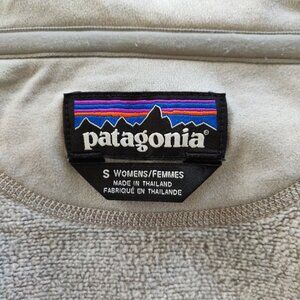 patagonia®
S WOMENS/FEMMES
MADE IN THAILAND
FABRIQUÉ EN THAÏLANDE